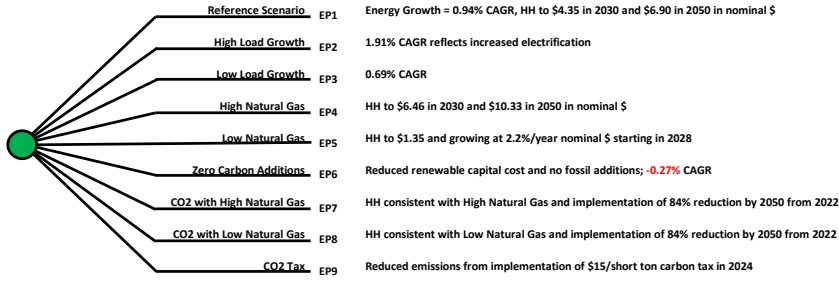 Reference Scenario EP1 Energy Growth = 0.94% CAGR, HH to $4.35 in 2030 and $6.90 in 2050 in nominal $
High Load Growth EP2 1.91% CAGR reflects increased electrification
Low Load Growth EP3 0.69% CAGR
High Natural Gas EP4 HH to $6.46 in 2030 and $10.33 in 2050 in nominal $
Low Natural Gas EP5 HH to $1.35 and growing at 2.2%/year nominal $ starting in 2028
Zero Carbon Additions EP6 Reduced renewable capital cost and no fossil additions; -0.27% CAGR
CO2 with High Natural Gas EP7 HH consistent with High Natural Gas and implementation of 84% reduction by 2050 from 2022
CO2 with Low Natural Gas EP8 HH consistent with Low Natural Gas and implementation of 84% reduction by 2050 from 2022
CO2 Tax EP9 Reduced emissions from implementation of $15/short ton carbon tax in 2024